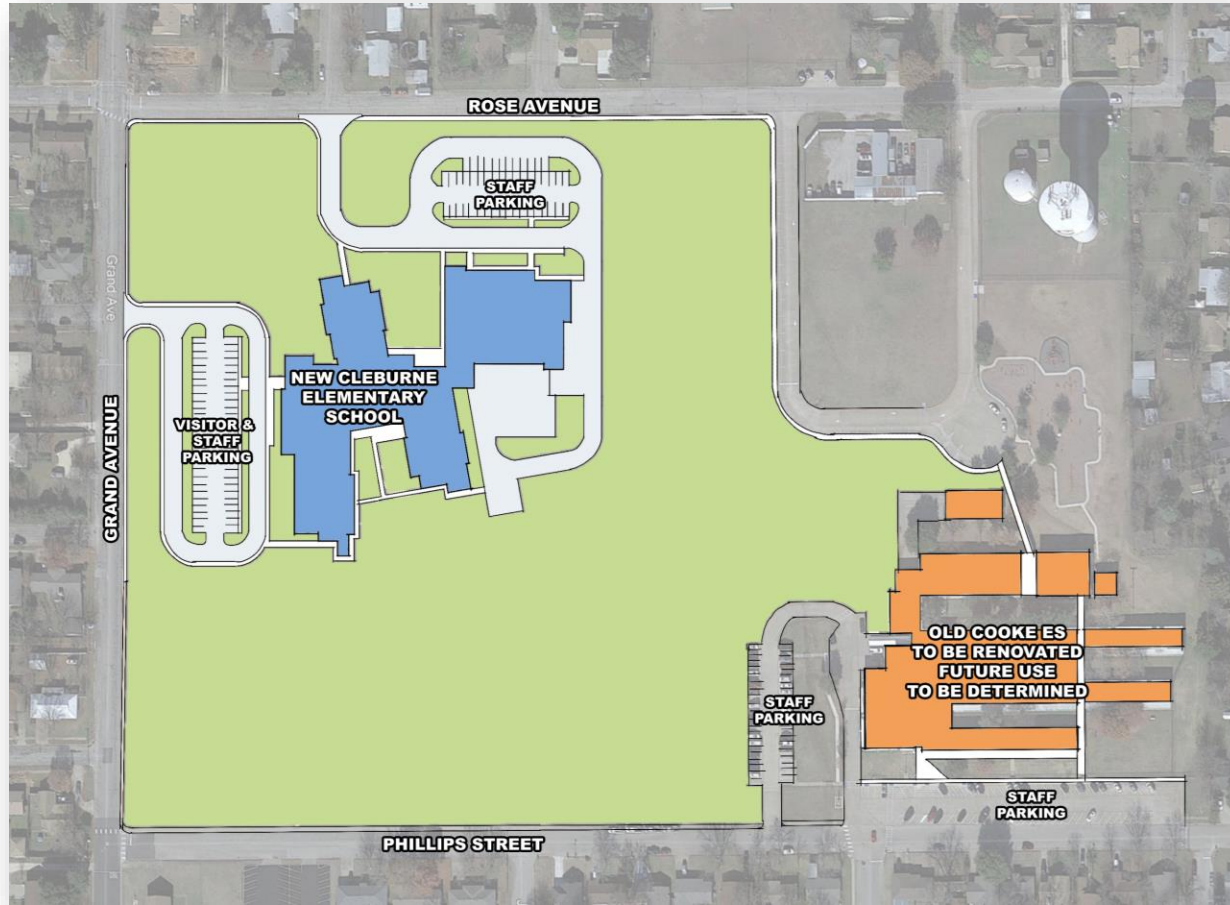 ROSE AVENUE
STAFF
PARKING
Grand Ave
NEW CLEBURNE
ELEMENTARY
SCHOOL
VISITOR &
STAFF
PARKING
GRAND AVENUE
OLD COOKE ES
TO BE RENOVATED
FUTURE USE
TO BE DETERMINED
STAFF
PARKING
STAFF
PARKING
PHILLIPS STREET